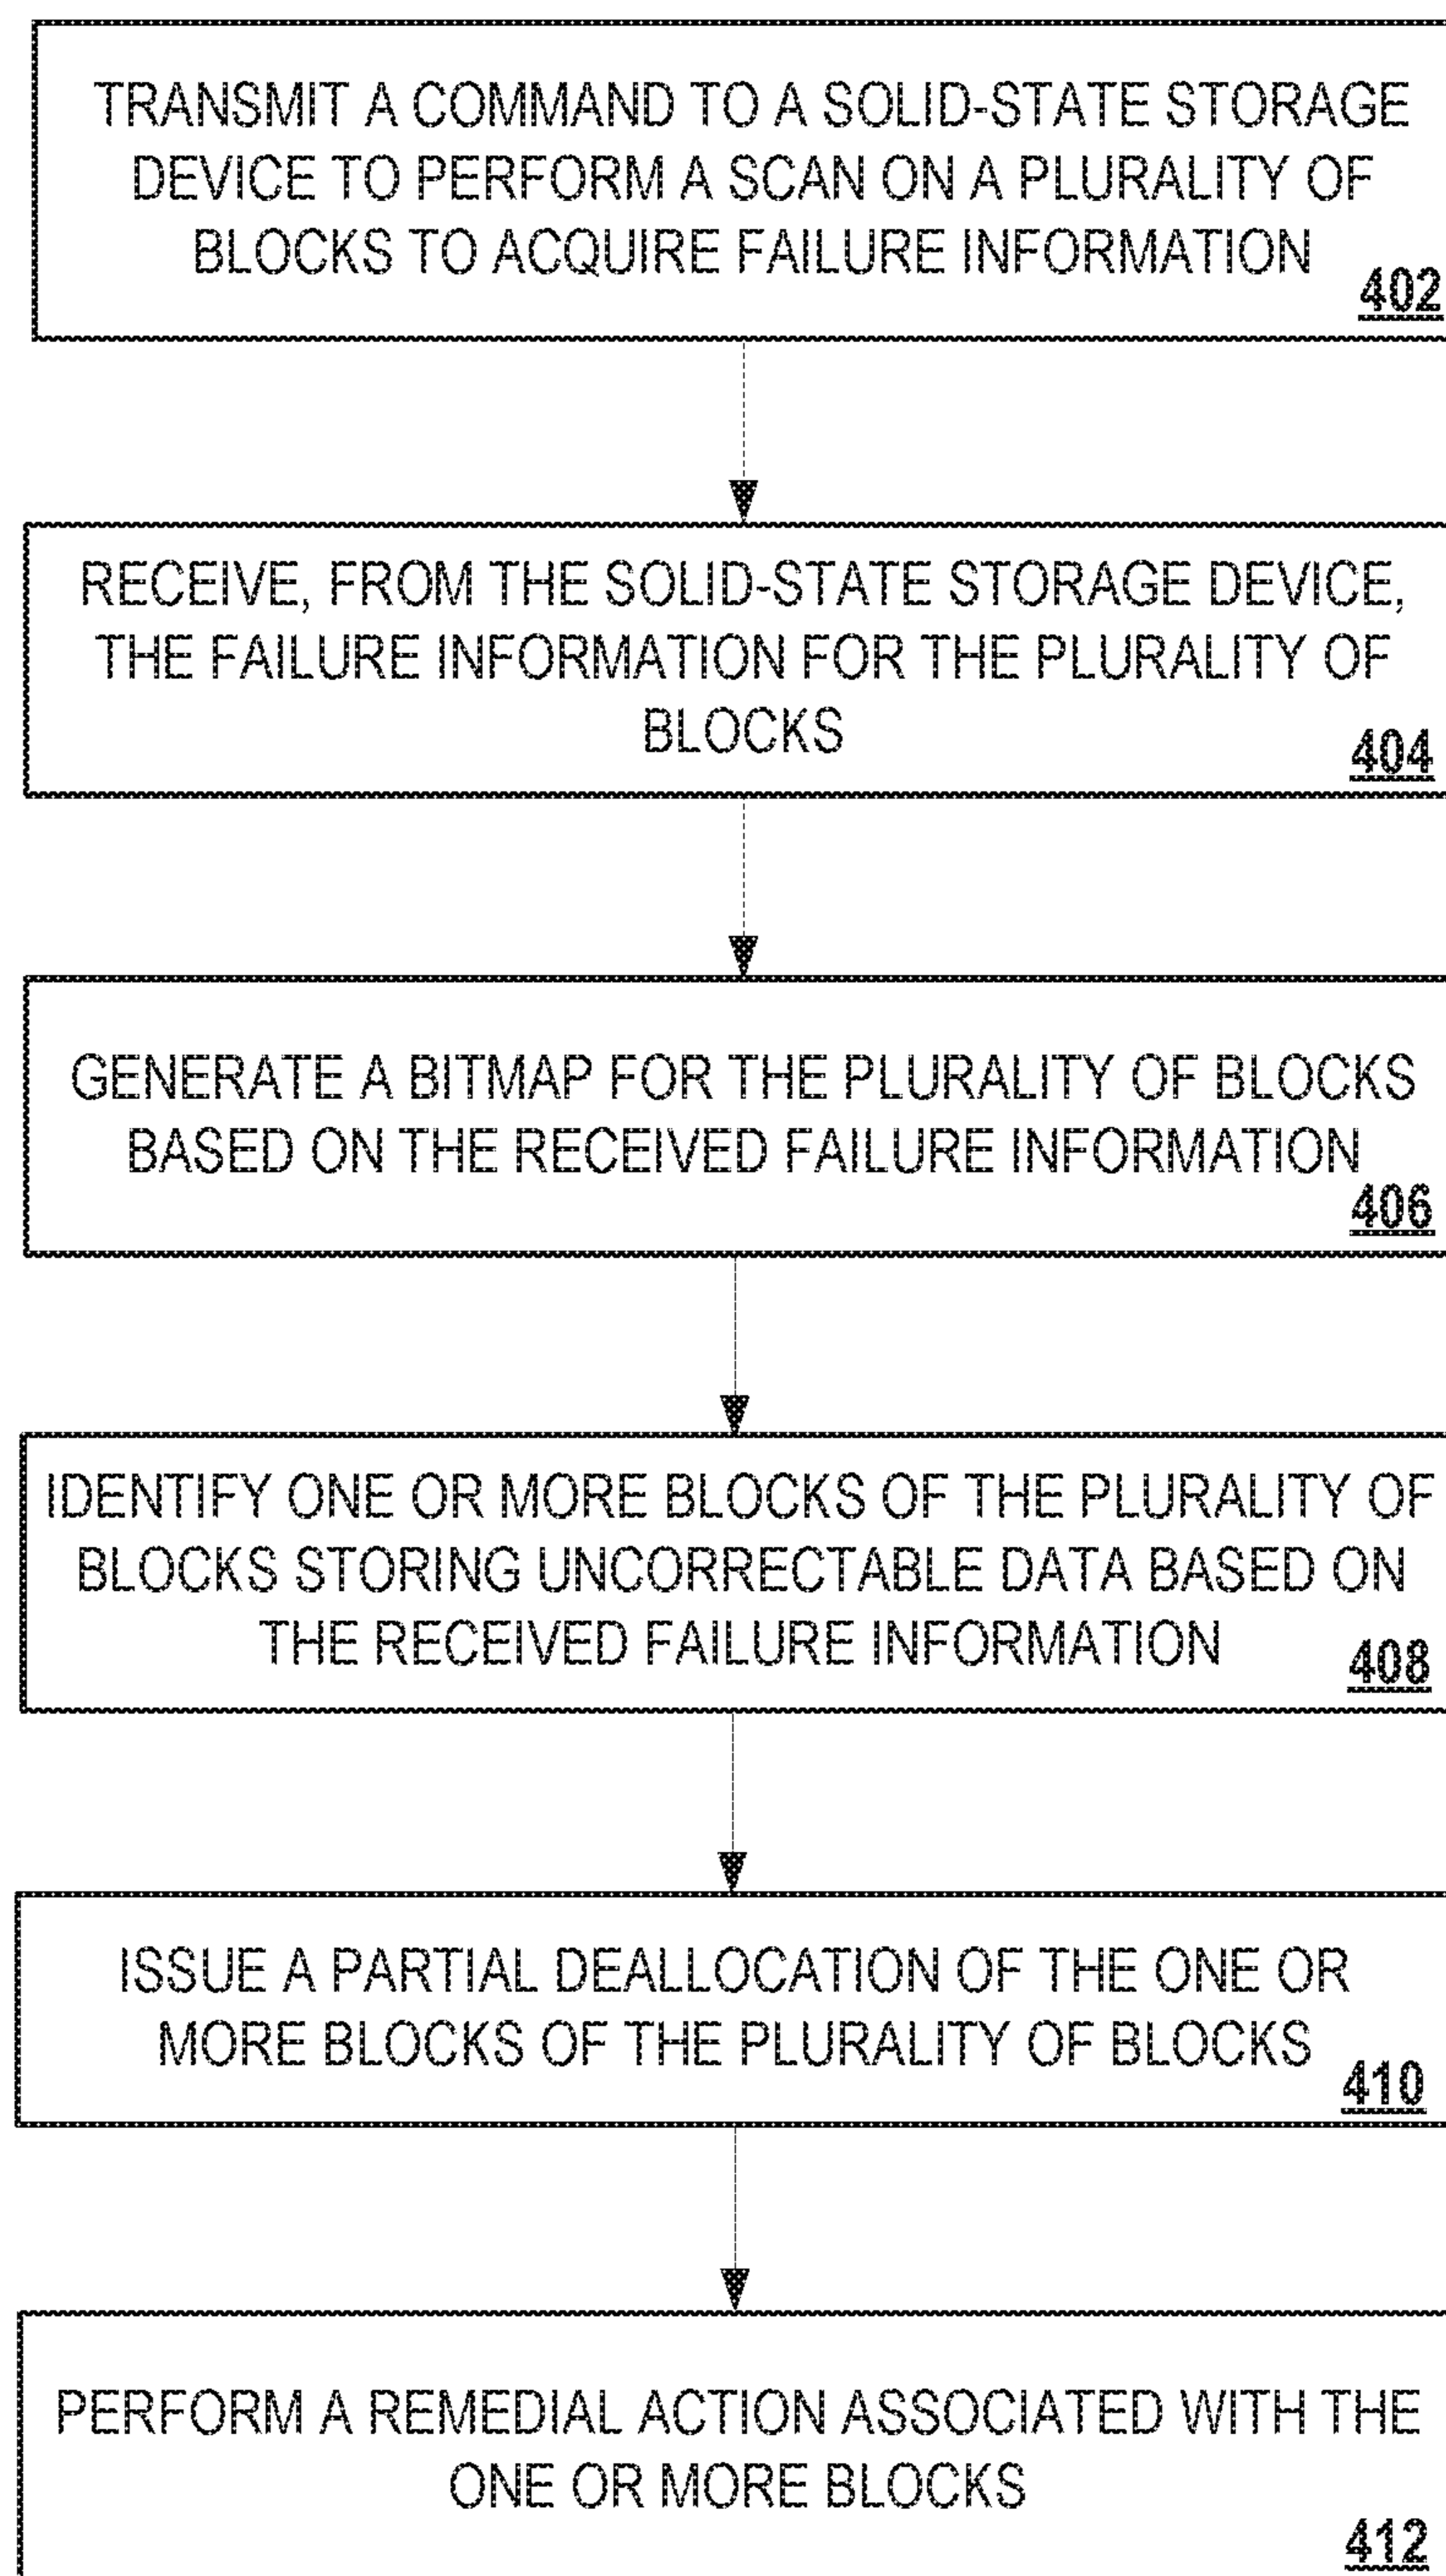 TRANSMIT A COMMAND TO A SOLID-STATE STORAGE
DEVICE TO PERFORM A SCAN ON A PLURALITY OF
BLOCKS TO ACQUIRE FAILURE INFORMATION
402
RECEIVE, FROM THE SOLID-STATE STORAGE DEVICE,
THE FAILURE INFORMATION FOR THE PLURALITY OF
BLOCKS
404
GENERATE A BITMAP FOR THE PLURALITY OF BLOCKS
BASED ON THE RECEIVED FAILURE INFORMATION
406
IDENTIFY ONE OR MORE BLOCKS OF THE PLURALITY OF
BLOCKS STORING UNCORRECTABLE DATA BASED ON
THE RECEIVED FAILURE INFORMATION
408
ISSUE A PARTIAL DEALLOCATION OF THE ONE OR
MORE BLOCKS OF THE PLURALITY OF BLOCKS
410
PERFORM A REMEDIAL ACTION ASSOCIATED WITH THE
ONE OR MORE BLOCKS
412